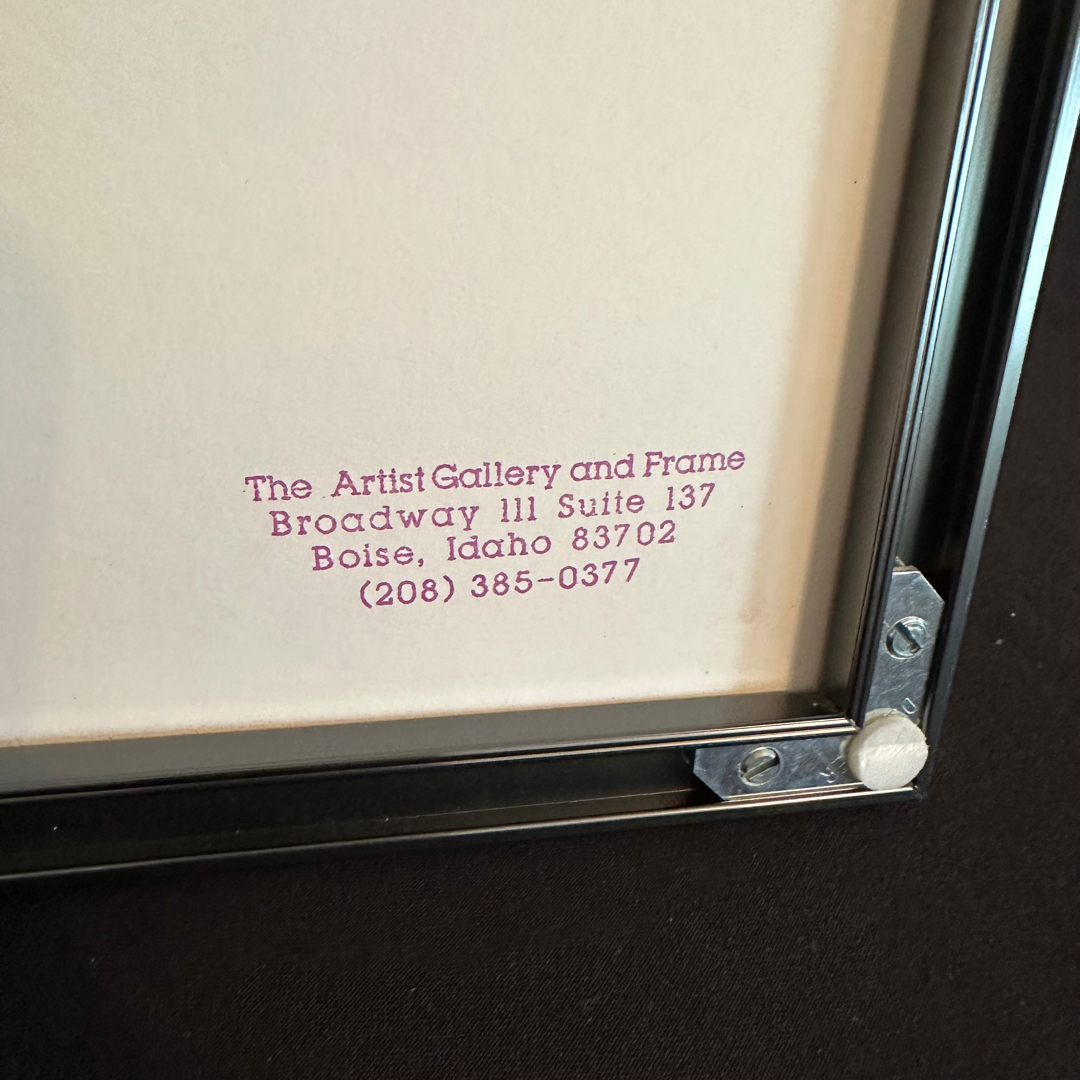 The Artist Gallery and Frame
Broadway 111 Suite 137
Boise, Idaho 83702
(208) 385-0377